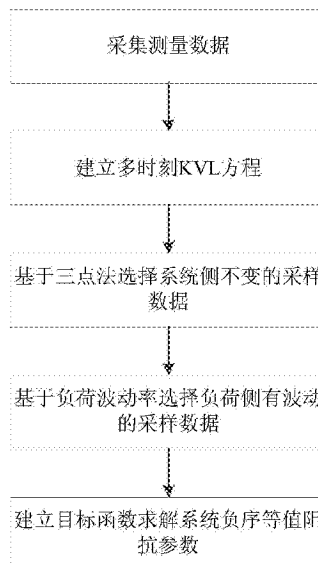 采集测量数据
建立多时刻KVL方程
基于三点法选择系统侧不变的采样
数据
基于负荷波动率选择负荷侧有波动
的采样数据
建立目标函数求解系统负序等值阻
抗参数